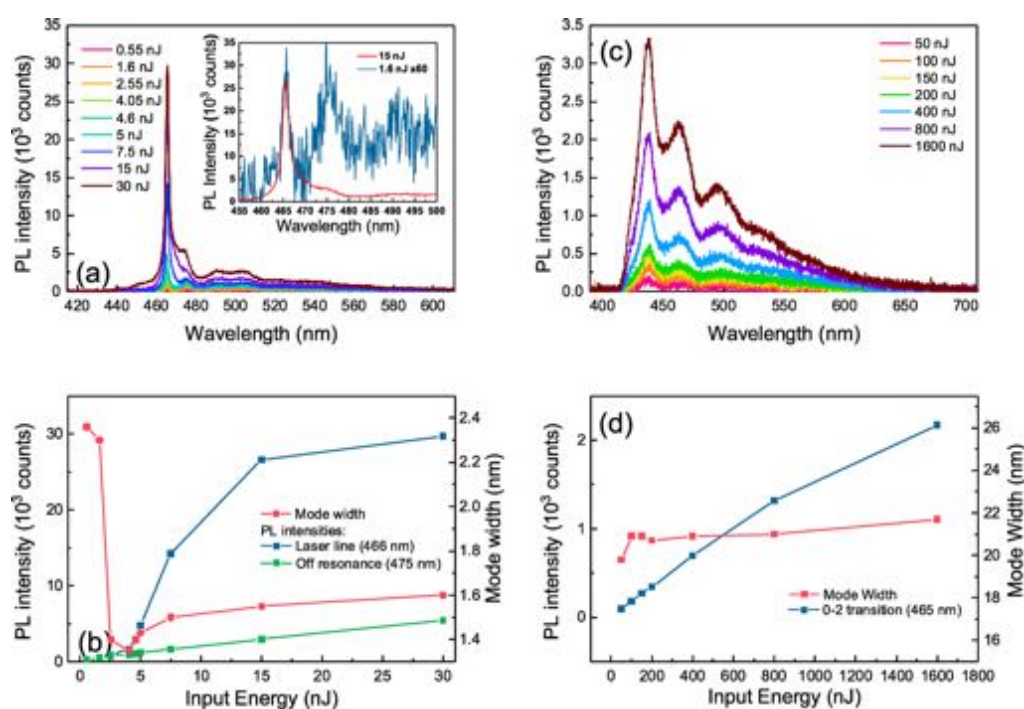 PL intensity (10³ counts)
35
30
25
20
15
10
5
0
0.55 nJ
1.6 nJ
2.55 nJ
4.05 nJ
4.6 nJ
5 nJ
7.5 nJ
15 nJ
30 nJ
(a)
420 440 460 480 500 520 540 560 580 600
Wavelength (nm)
PL Intensity (10³ counts)
35
30
25
20
15
10
5
0
15 nJ
1.6 nJ x60
455 460 465 470 475 480 485 490 495 500
Wavelength (nm)
PL intensity (10³ counts)
3.5
3.0
2.5
2.0
1.5
1.0
0.5
0.0
(c)
50 nJ
100 nJ
150 nJ
200 nJ
400 nJ
800 nJ
1600 nJ
400 450 500 550 600 650 700
Wavelength (nm)
PL intensity (10³ counts)
30
20
10
0
Mode width
PL intensities:
Laser line (466 nm)
Off resonance (475 nm)
(b)
0 5 10 15 20 25 30
Input Energy (nJ)
2.4
2.2
2.0
1.8
1.6
1.4
Mode width (nm)
PL intensity (10³ counts)
2
1
0
(d)
Mode Width
0-2 transition (465 nm)
0 200 400 600 800 1000 1200 1400 1600 1800
Input Energy (nJ)
26
24
22
20
18
16
Mode Width (nm)